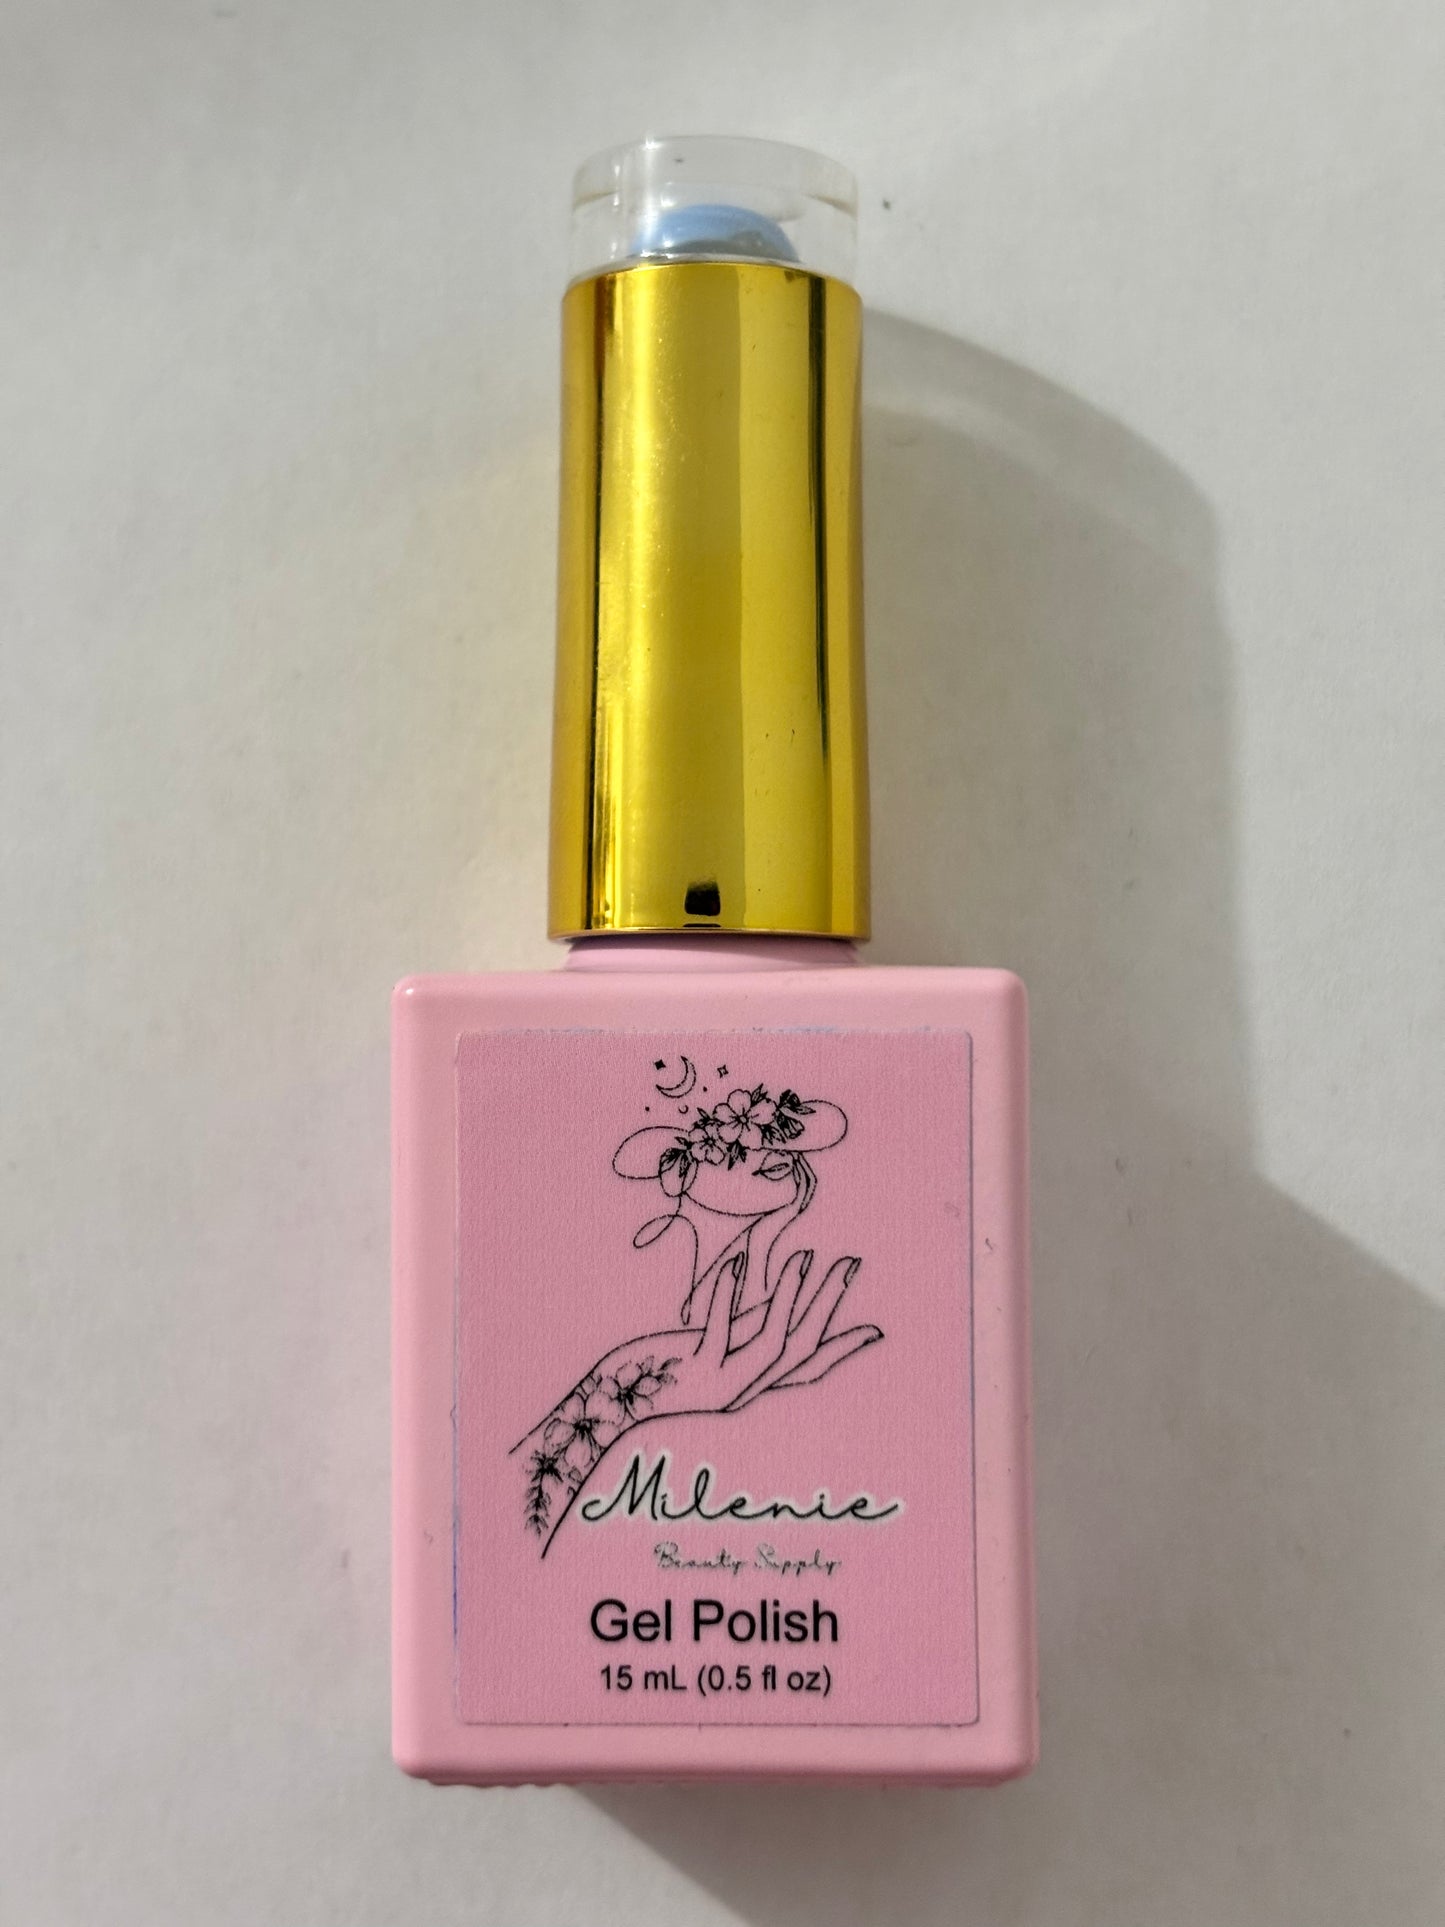 Milenie
Beauty Supply
Gel Polish
15 mL (0.5 fl oz)